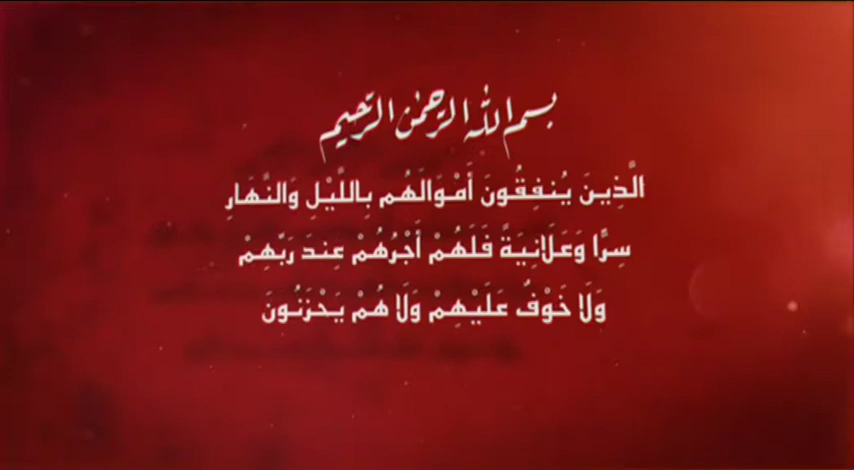 بسم الله الرحمن الرحيم
الَّذِينَ يُنفِقُونَ أَمْوَالَهُم بِاللَّيْلِ وَالنَّهَارِ
سِرًّا وَعَلَانِيَةً فَلَهُمْ أَجْرُهُمْ عِندَ رَبِّهِمْ
وَلَا خَوْفٌ عَلَيْهِمْ وَلَا هُمْ يَحْزَنُونَ